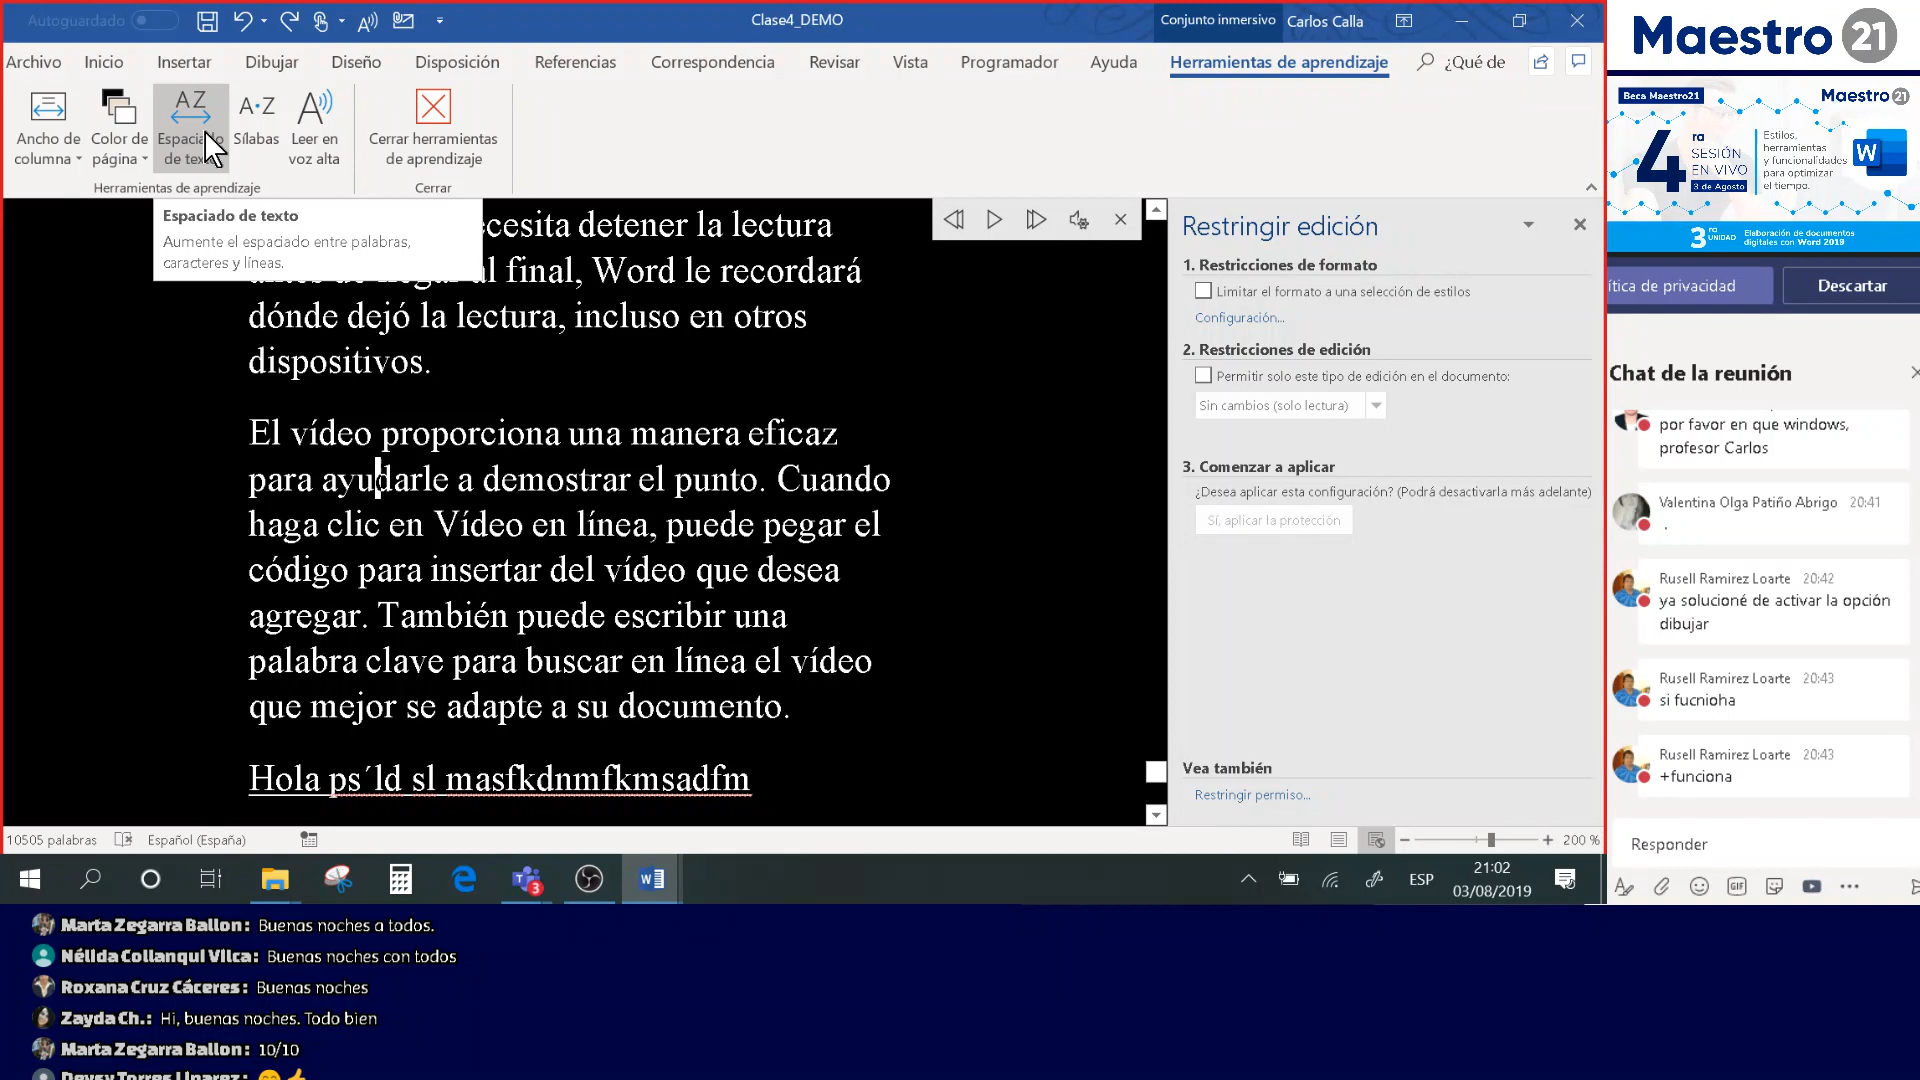 Autoguardado
Clase4_DEMO
Conjunto inmersivo
Carlos Calla
Archivo Inicio Insertar Dibujar Diseño Disposición Referencias Correspondencia Revisar Vista Programador Ayuda Herramientas de aprendizaje ¿Qué de
Ancho de columna
Color de página
Espaciado de texto
Sílabas
Leer en voz alta
Cerrar herramientas de aprendizaje
Herramientas de aprendizaje
Cerrar
Espaciado de texto
Aumente el espaciado entre palabras,
caracteres y líneas.
necesita detener la lectura
al final, Word le recordará
dónde dejó la lectura, incluso en otros
dispositivos.
El vídeo proporciona una manera eficaz
para ayudarle a demostrar el punto. Cuando
haga clic en Vídeo en línea, puede pegar el
código para insertar del vídeo que desea
agregar. También puede escribir una
palabra clave para buscar en línea el vídeo
que mejor se adapte a su documento.
Hola ps´ld sl masfkdnmfkmsadfm
Restringir edición
1. Restricciones de formato
Limitar el formato a una selección de estilos
Configuración...
2. Restricciones de edición
Permitir solo este tipo de edición en el documento:
Sin cambios (solo lectura)
3. Comenzar a aplicar
¿Desea aplicar esta configuración? (Podrá desactivarla más adelante)
Sí, aplicar la protección
Vea también
Restringir permiso...
10505 palabras
Español (España)
200 %
ESP
21:02
03/08/2019
3
Maestro 21
Beca Maestro21
Maestro 21
4 ra
SESIÓN
EN VIVO
3 de Agosto
Estilos,
herramientas
y funcionalidades
para optimizar
el tiempo.
W
3 ra UNIDAD
Elaboración de documentos
digitales con Word 2019
ítica de privacidad
Descartar
Chat de la reunión
por favor en que windows,
profesor Carlos
Valentina Olga Patiño Abrigo 20:41
.
Rusell Ramirez Loarte 20:42
ya solucioné de activar la opción
dibujar
Rusell Ramirez Loarte 20:43
si fucnioha
Rusell Ramirez Loarte 20:43
+funciona
Responder
GIF
Marta Zegarra Ballon: Buenas noches a todos.
Nélida Collanqui Vilca: Buenas noches con todos
Roxana Cruz Cáceres: Buenas noches
Zayda Ch.: Hi, buenas noches. Todo bien
Marta Zegarra Ballon: 10/10